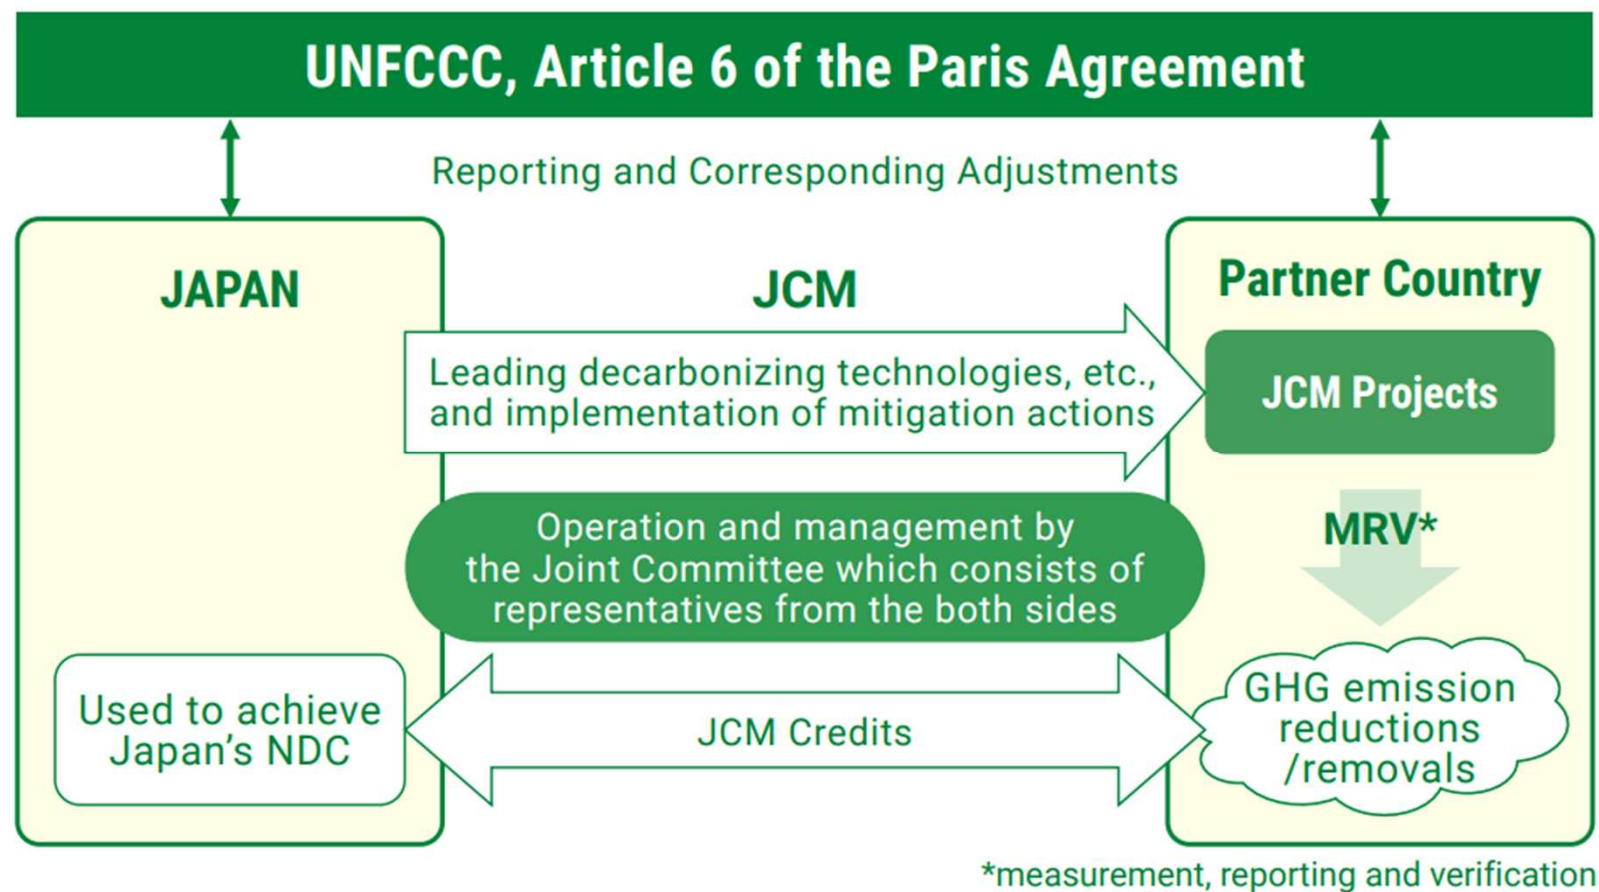 UNFCCC, Article 6 of the Paris Agreement
Reporting and Corresponding Adjustments
JAPAN
JCM
Partner Country
Leading decarbonizing technologies, etc.,
and implementation of mitigation actions
JCM Projects
Operation and management by
the Joint Committee which consists of
representatives from the both sides
MRV*
Used to achieve
Japan's NDC
JCM Credits
GHG emission
reductions
/removals
*measurement, reporting and verification